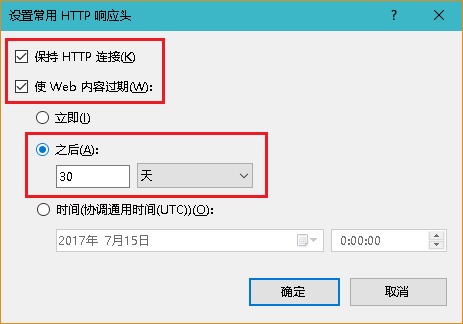 设置常用 HTTP 响应头
保持 HTTP 连接(K)
使 Web 内容过期(W):
立即(I)
之后(A):
30 天
时间(协调通用时间(UTC))(O):
2017年 7月15日 0:00:00
确定 取消